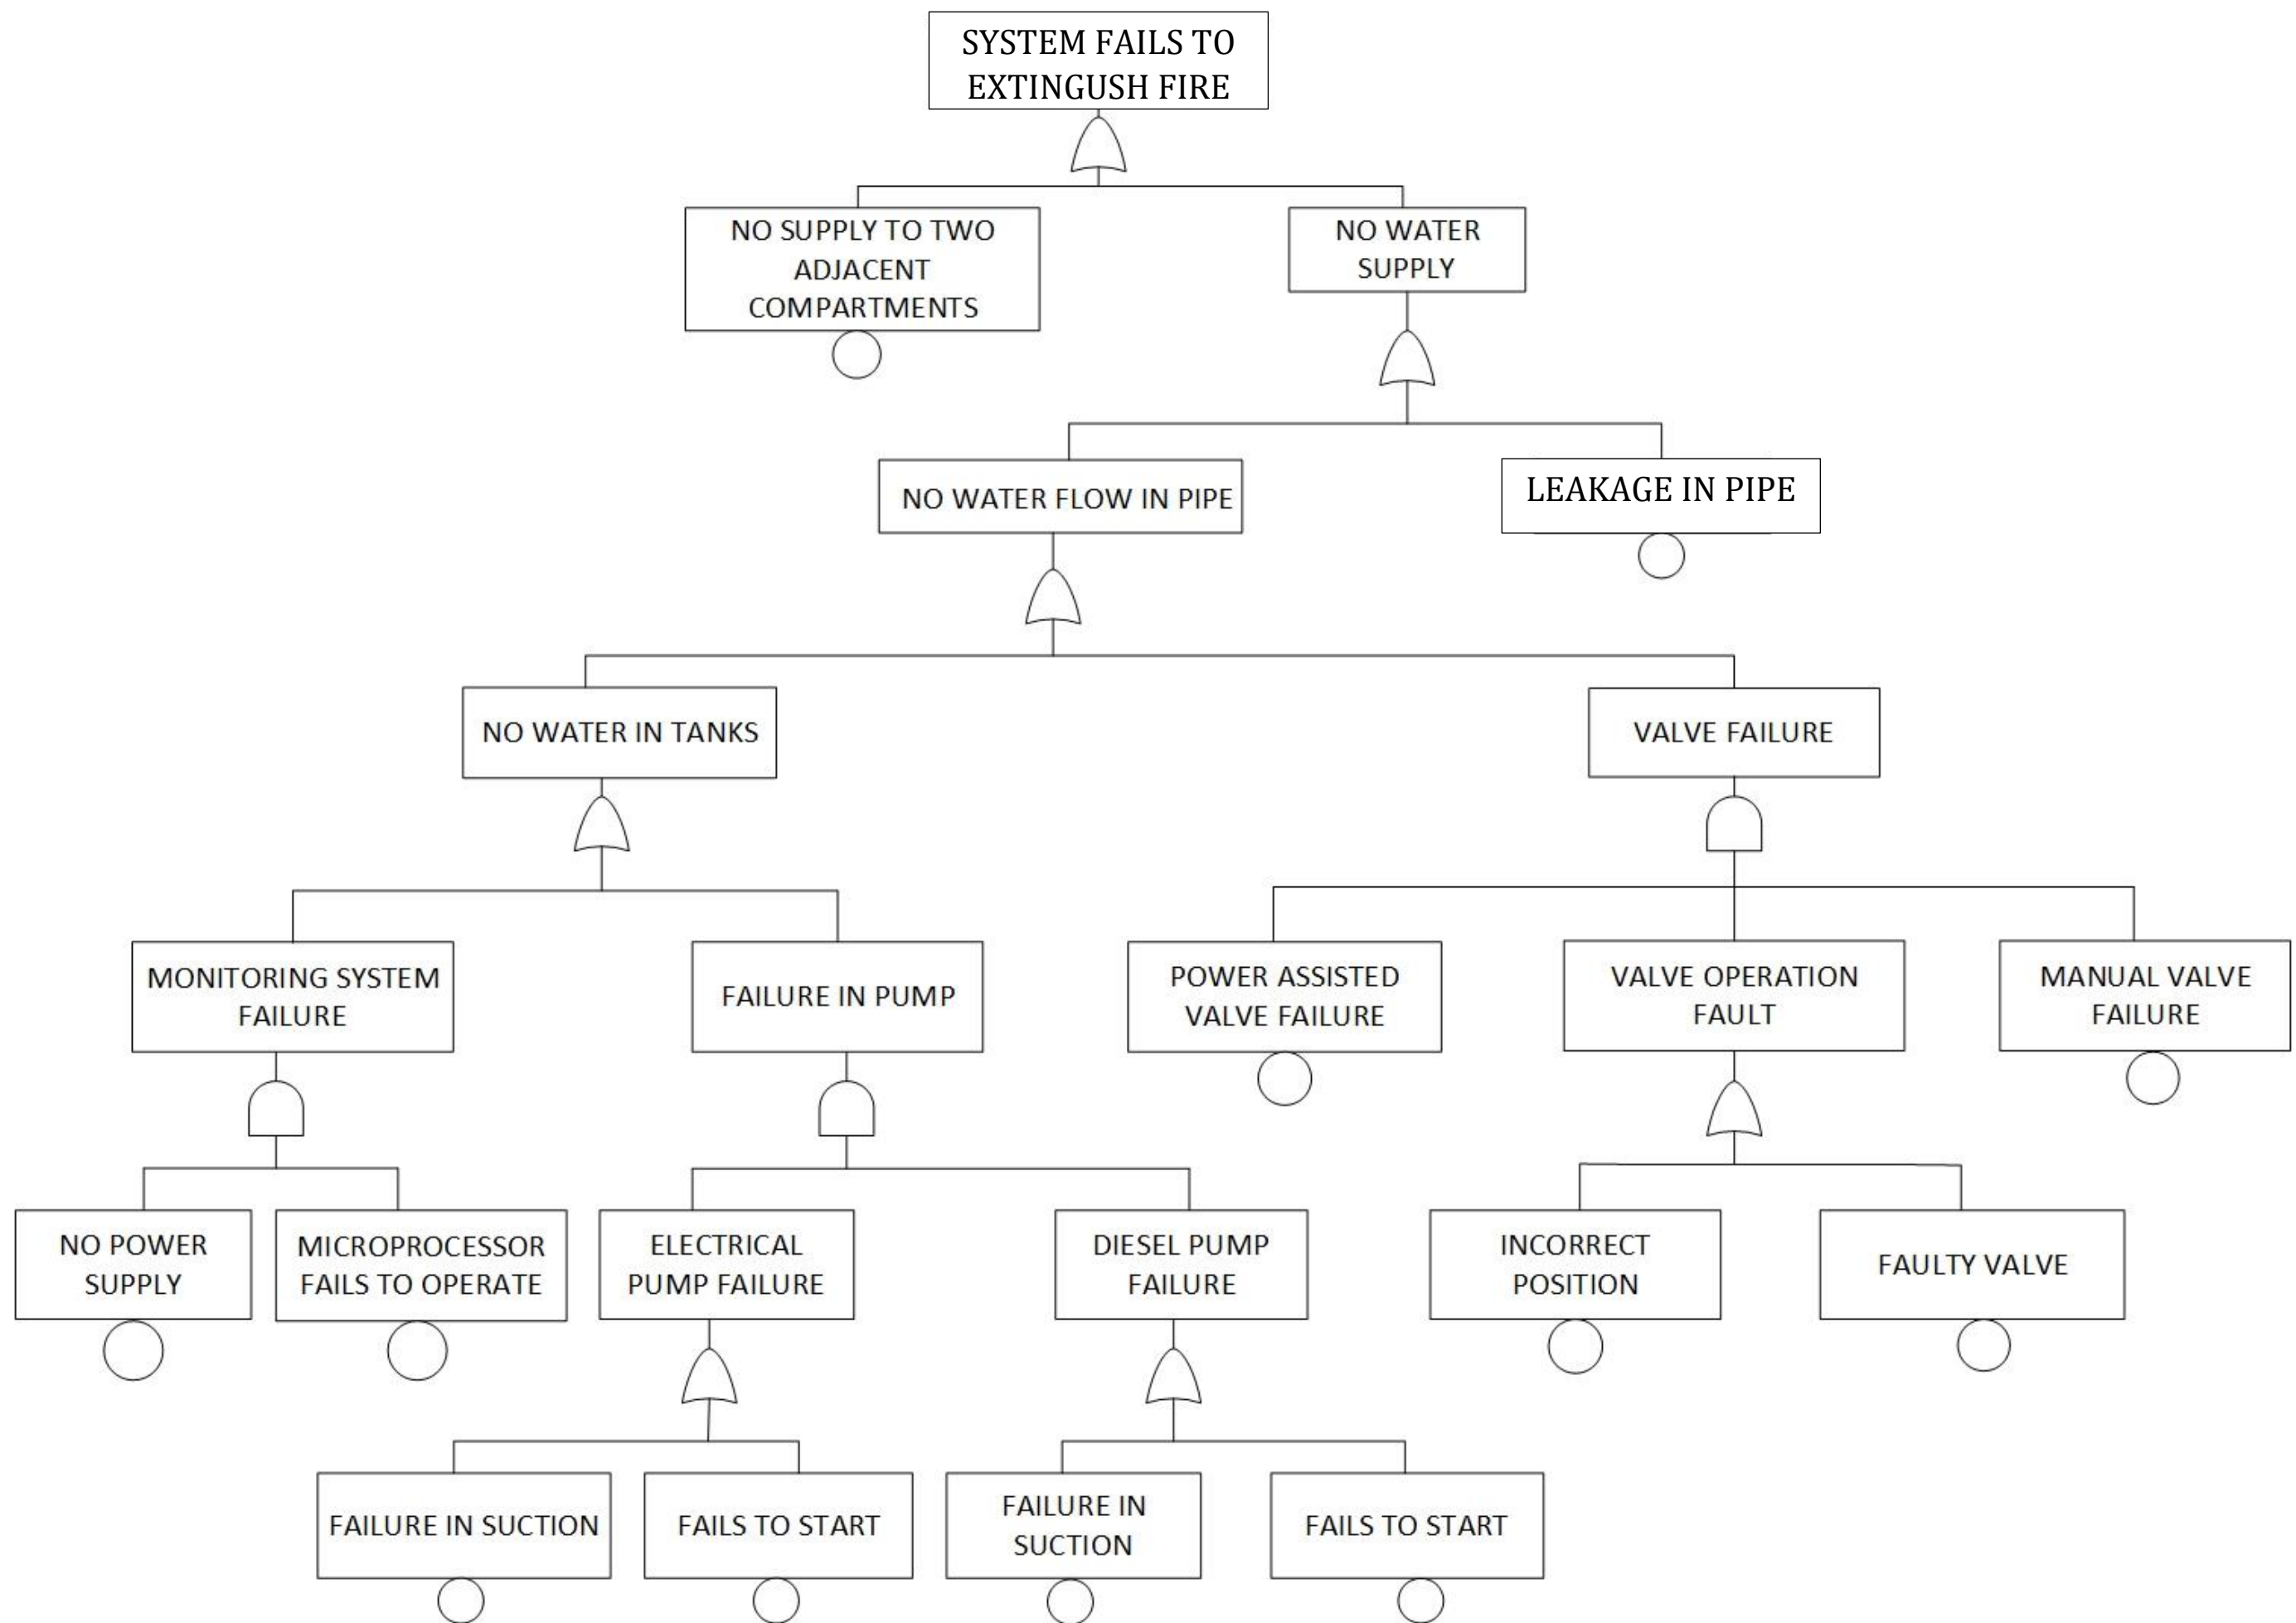 SYSTEM FAILS TO
EXTINGUSH FIRE
NO SUPPLY TO TWO
ADJACENT
COMPARTMENTS
NO WATER
SUPPLY
NO WATER FLOW IN PIPE
LEAKAGE IN PIPE
NO WATER IN TANKS
VALVE FAILURE
MONITORING SYSTEM
FAILURE
FAILURE IN PUMP
POWER ASSISTED
VALVE FAILURE
VALVE OPERATION
FAULT
MANUAL VALVE
FAILURE
NO POWER
SUPPLY
MICROPROCESSOR
FAILS TO OPERATE
ELECTRICAL
PUMP FAILURE
DIESEL PUMP
FAILURE
INCORRECT
POSITION
FAULTY VALVE
FAILURE IN SUCTION
FAILS TO START
FAILURE IN
SUCTION
FAILS TO START